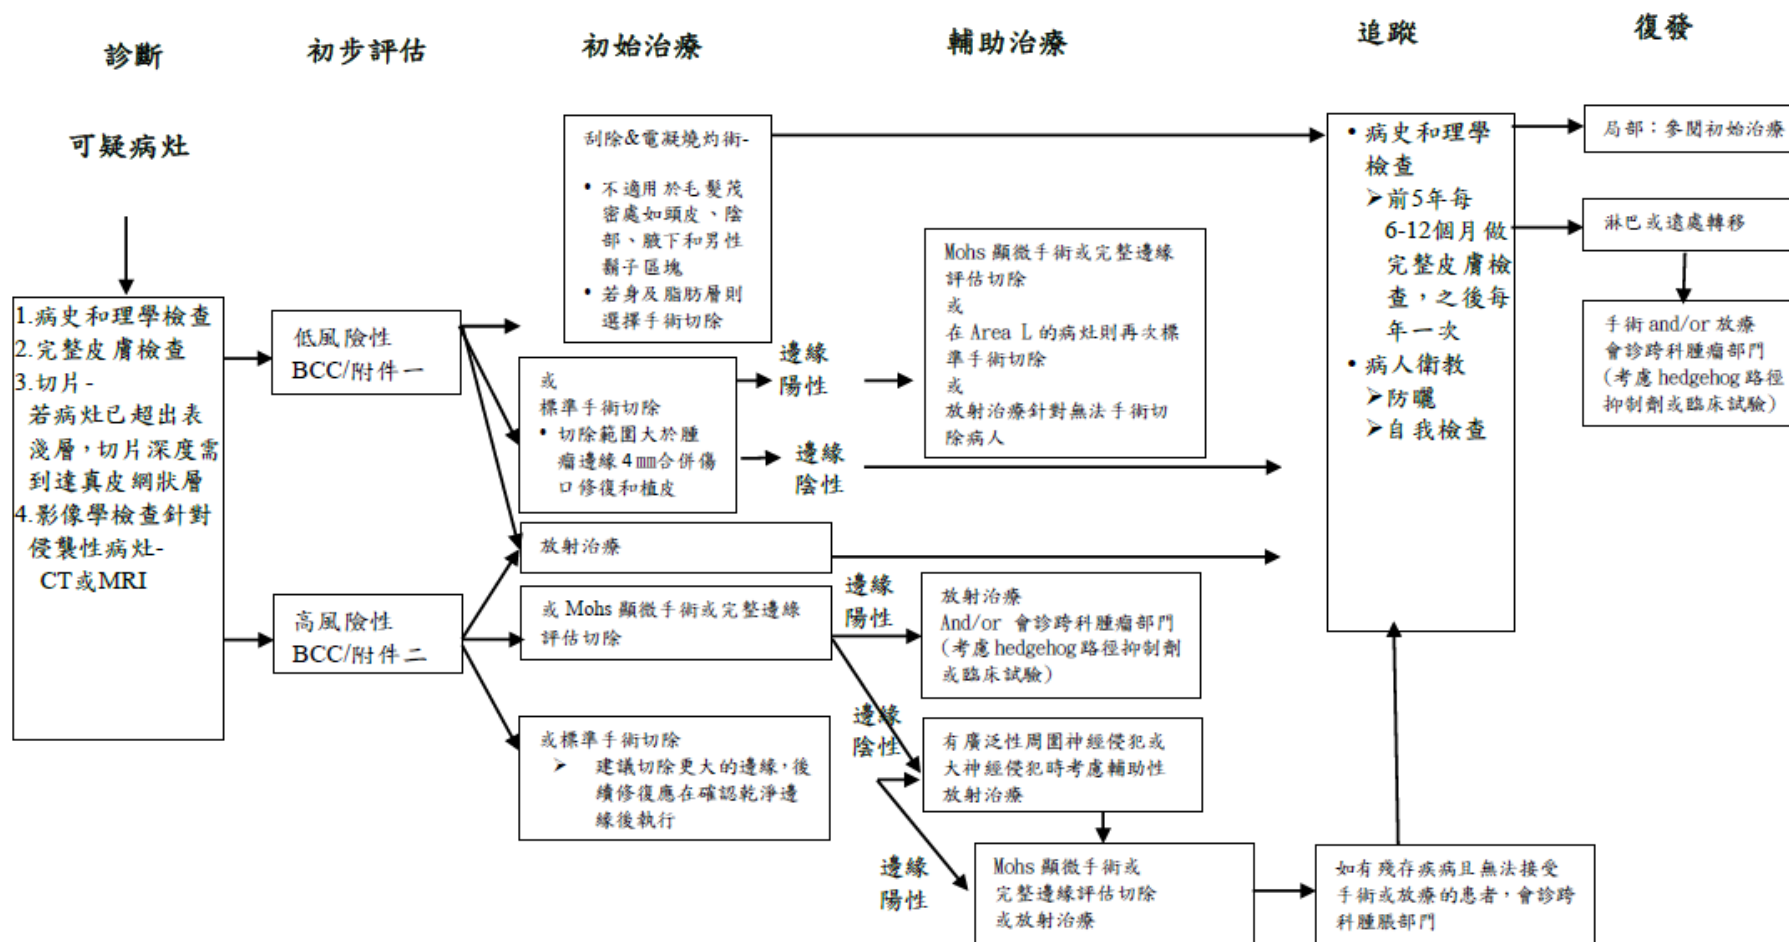 診斷
初步評估
初始治療
輔助治療
追蹤
復發
可疑病灶
1.病史和理學檢查
2.完整皮膚檢查
3.切片-
若病灶已超出表
淺層，切片深度需
到達真皮網狀層
4.影像學檢查針對
侵襲性病灶-
CT或MRI
低風險性
BCC/附件一
高風險性
BCC/附件二
刮除&電凝燒灼術-
• 不適用於毛髮茂
密處如頭皮、陰
部、腋下和男性
鬍子區塊
• 若身及脂肪層則
選擇手術切除
或
標準手術切除
• 切除範圍大於腫
瘤邊緣4㎜合併傷
口修復和植皮
放射治療
或 Mohs 顯微手術或完整邊緣
評估切除
或標準手術切除
➢ 建議切除更大的邊緣，後
續修復應在確認乾淨邊
緣後執行
邊緣
陽性
邊緣
陰性
邊緣
陽性
邊緣
陰性
邊緣
陽性
Mohs 顯微手術或完整邊緣
評估切除
或
在 Area L 的病灶則再次標
準手術切除
或
放射治療針對無法手術切
除病人
放射治療
And/or 會診跨科腫瘤部門
(考慮 hedgehog 路徑抑制劑
或臨床試驗)
有廣泛性周圍神經侵犯或
大神經侵犯時考慮輔助性
放射治療
Mohs 顯微手術或
完整邊緣評估切除
或放射治療
• 病史和理學
檢查
➢前5年每
6-12個月做
完整皮膚檢
查，之後每
年一次
• 病人衛教
➢防曬
➢自我檢查
如有殘存疾病且無法接受
手術或放療的患者，會診跨
科腫脹部門
局部：參閱初始治療
淋巴或遠處轉移
手術 and/or 放療
會診跨科腫瘤部門
(考慮 hedgehog 路徑
抑制劑或臨床試驗)